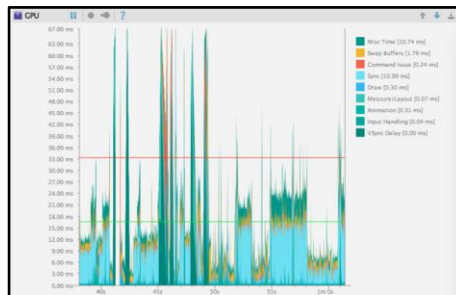 GPU
?
67.00 ms
63.00 ms
60.00 ms
57.00 ms
54.00 ms
51.00 ms
48.00 ms
45.00 ms
42.00 ms
39.00 ms
36.00 ms
33.00 ms
30.00 ms
27.00 ms
24.00 ms
21.00 ms
18.00 ms
15.00 ms
12.00 ms
9.00 ms
6.00 ms
3.00 ms
0.00 ms
40s
45s
50s
55s
1m 0s
Misc Time [10.74 ms]
Swap Buffers [1.79 ms]
Command Issue [0.24 ms]
Sync
Draw [0.30 ms]
Measure/Layout [0.07 ms]
Animation [0.31 ms]
Input Handling [0.04 ms]
VSync Delay [0.00 ms]